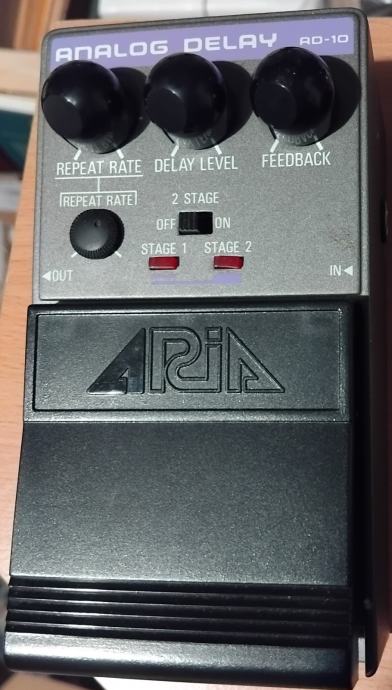 ANALOG DELAY AD-10
REPEAT RATE DELAY LEVEL FEEDBACK
REPEAT RATE
2 STAGE
OFF ON
STAGE 1 STAGE 2
◀OUT IN◀
ARIA